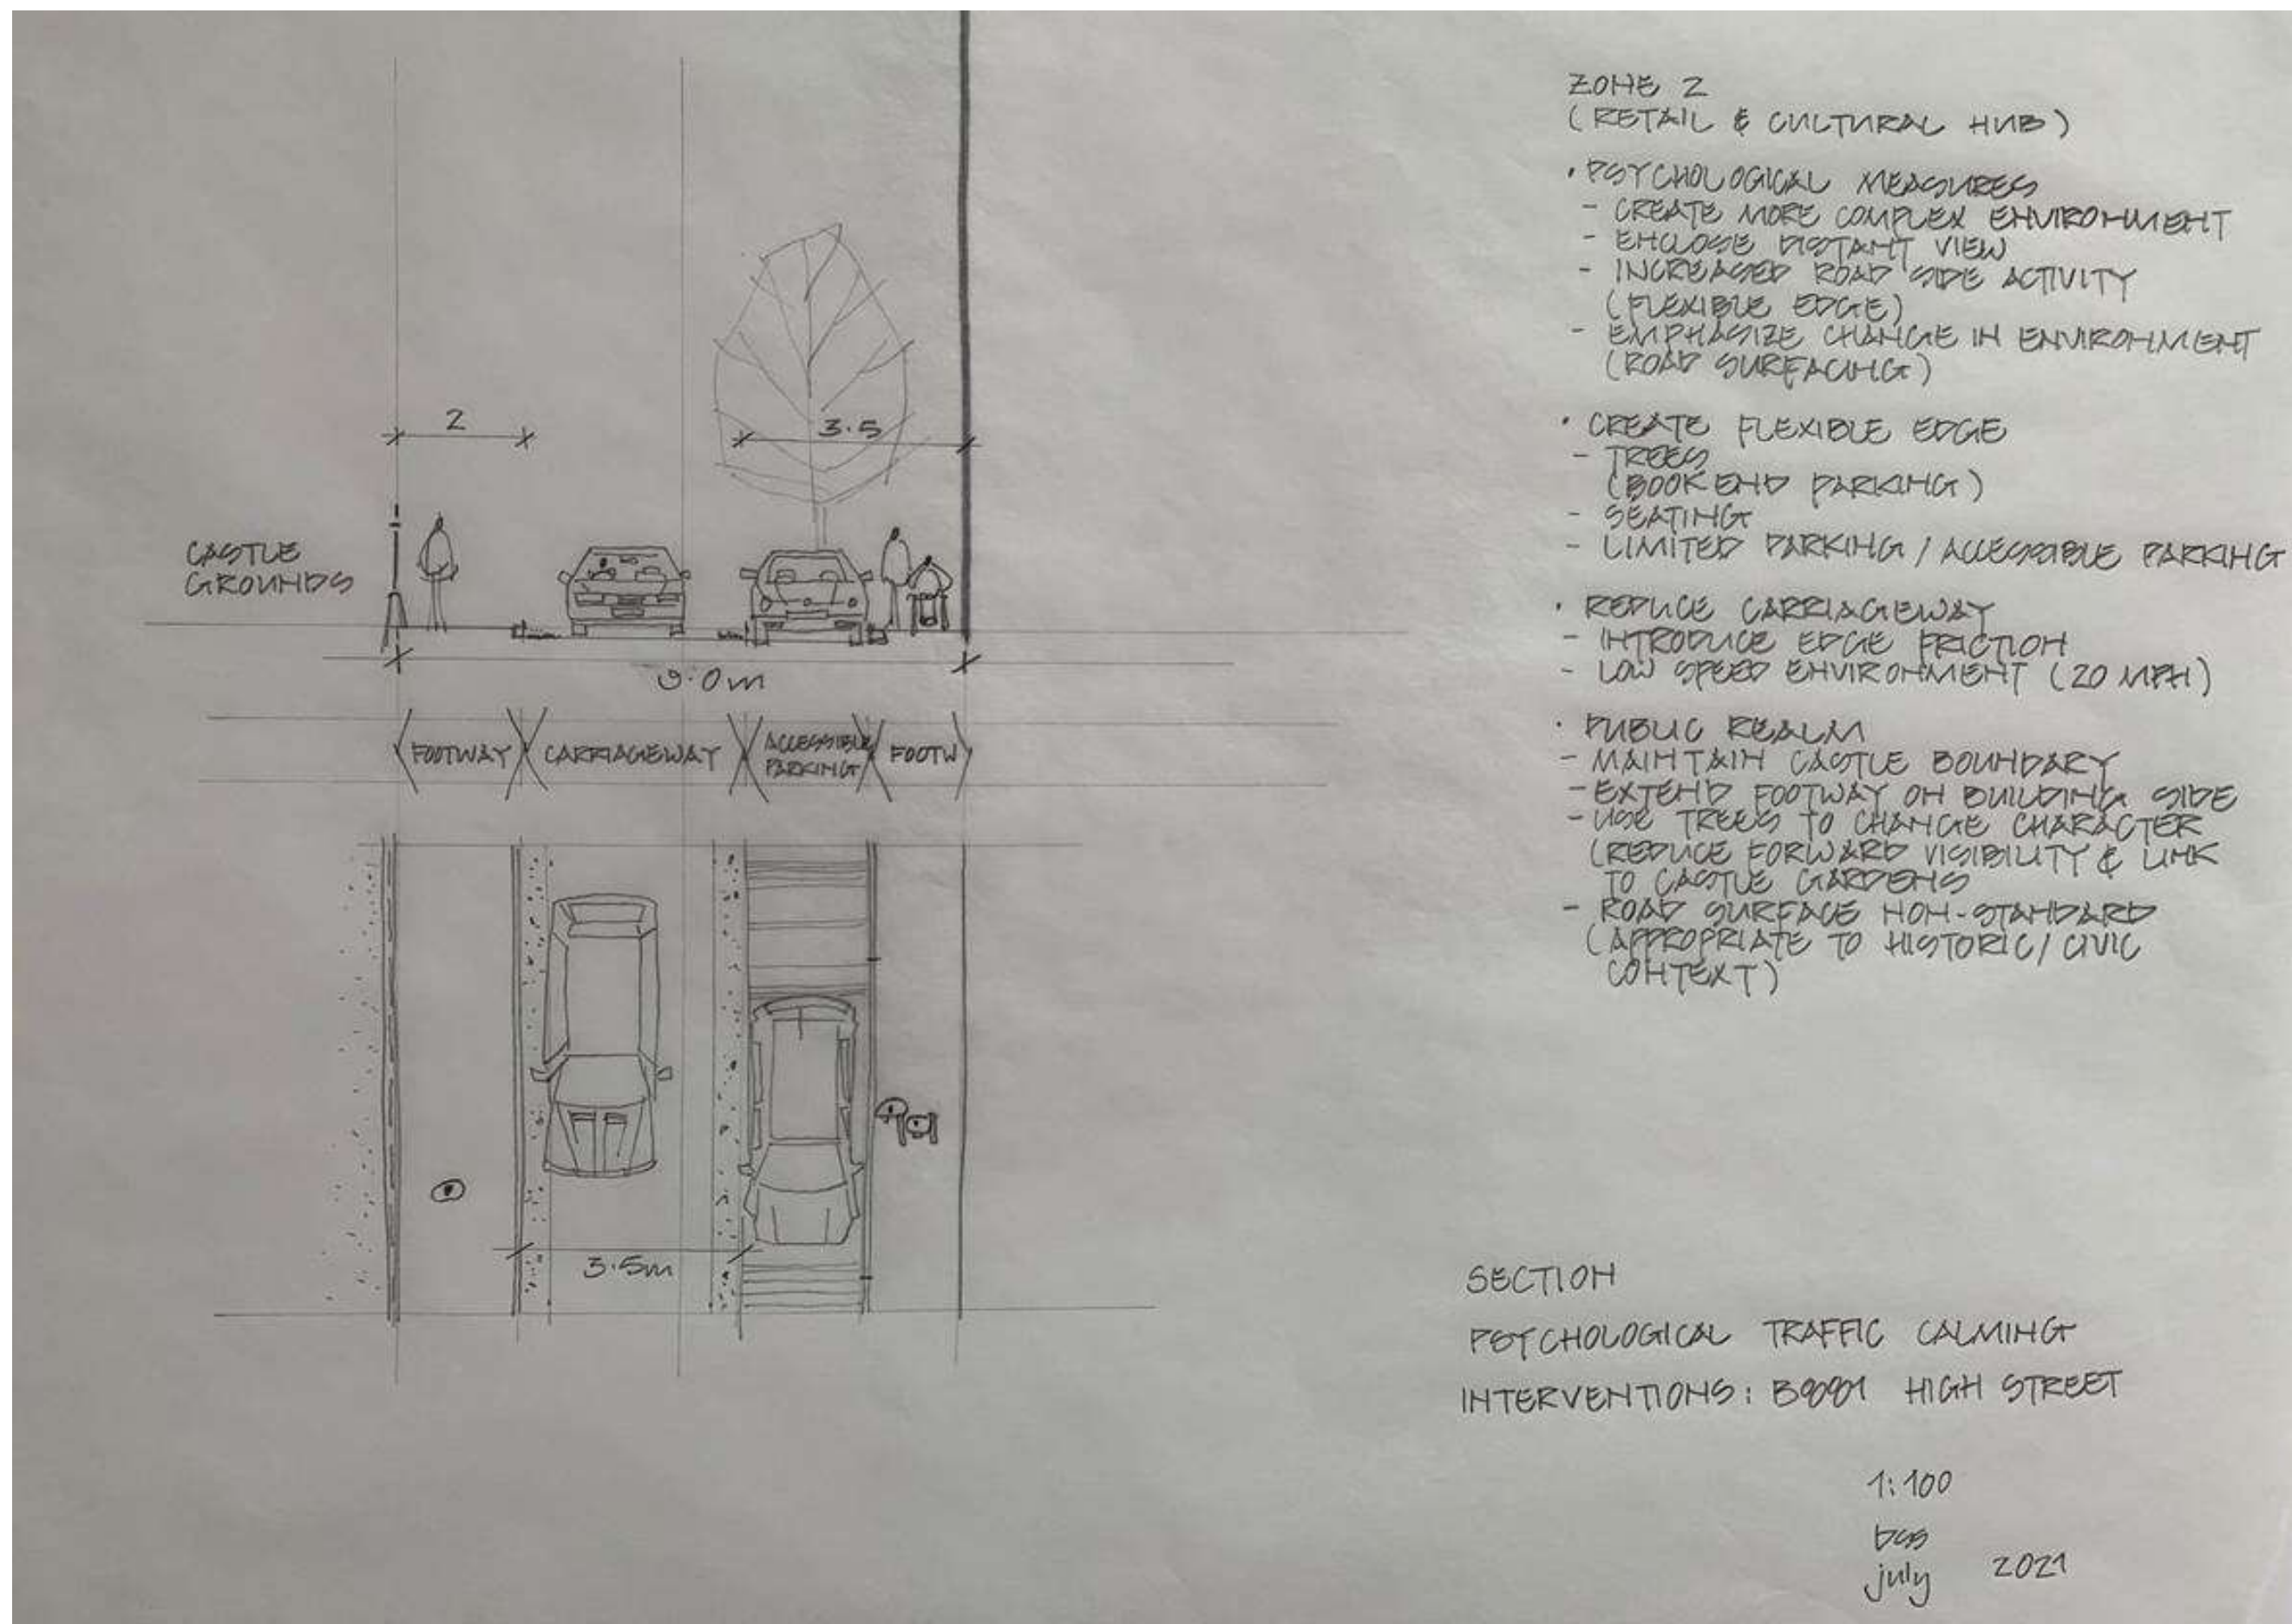 2
3.5
CASTLE
GROUNDS
9.0m
FOOTWAY
CARRIAGEWAY
ACCESSIBLE
PARKING
FOOTW
3.5m
ZONE 2
(RETAIL & CULTURAL HUB)
• PSYCHOLOGICAL MEASURES
- CREATE MORE COMPLEX ENVIRONMENT
- ENCLOSE DISTANT VIEW
- INCREASED ROAD SIDE ACTIVITY
(FLEXIBLE EDGE)
- EMPHASIZE CHANGE IN ENVIRONMENT
(ROAD SURFACING)
• CREATE FLEXIBLE EDGE
- TREES
(BOOK END PARKING)
- SEATING
- LIMITED PARKING / ACCESSIBLE PARKING
• REDUCE CARRIAGEWAY
- INTRODUCE EDGE FRICTION
- LOW SPEED ENVIRONMENT (20 MPH)
• PUBLIC REALM
- MAINTAIN CASTLE BOUNDARY
- EXTEND FOOTWAY ON BUILDING SIDE
- USE TREES TO CHANGE CHARACTER
(REDUCE FORWARD VISIBILITY & LINK
TO CASTLE GARDENS
- ROAD SURFACE NON-STANDARD
(APPROPRIATE TO HISTORIC / CIVIC
CONTEXT)
SECTION
PSYCHOLOGICAL TRAFFIC CALMING
INTERVENTIONS: HIGH STREET
1:100
bcs
july 2021